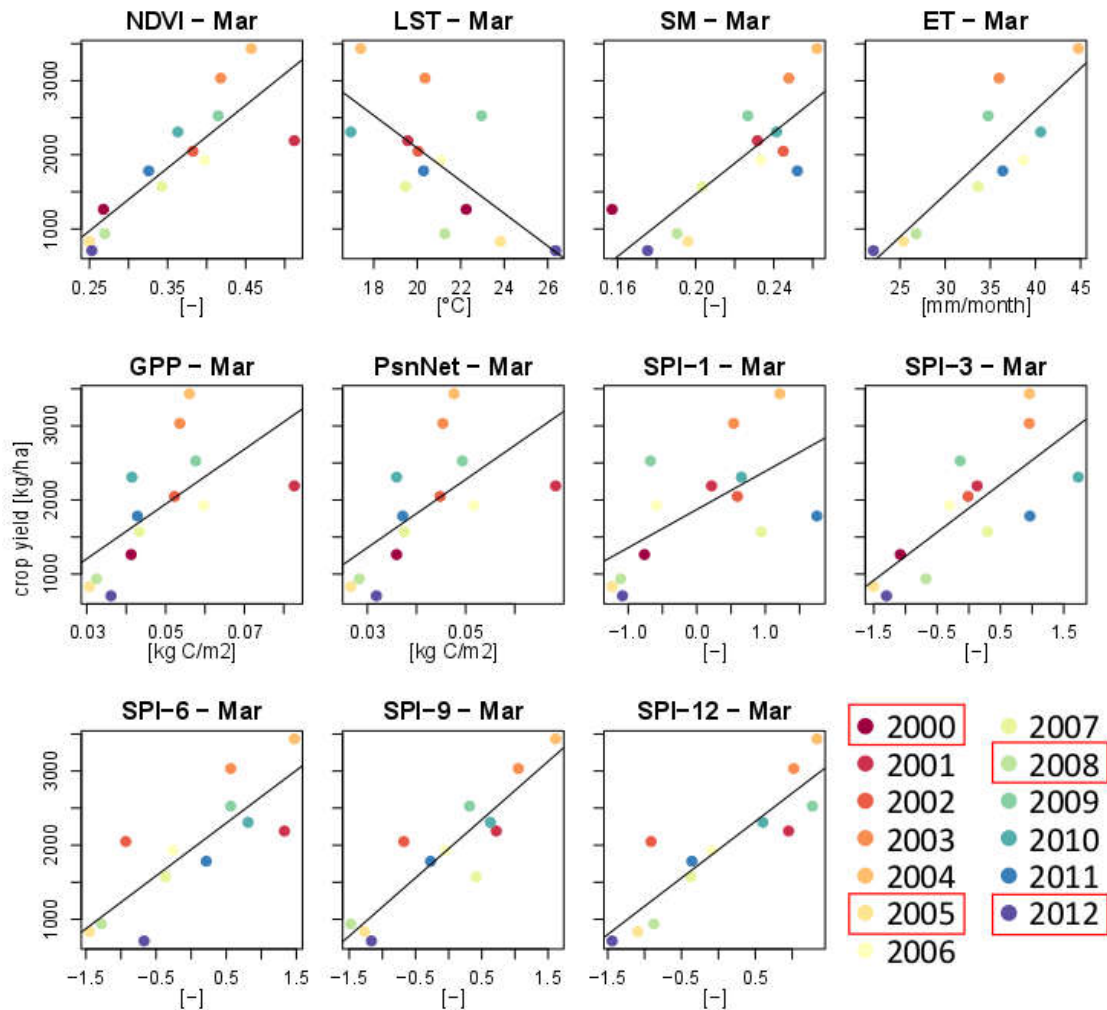 NDVI − Mar LST − Mar SM − Mar ET − Mar
3000
2000
1000
0.25 0.35 0.45 18 20 22 24 26 0.16 0.20 0.24 25 30 35 40 45
[−] [°C] [−] [mm/month]
GPP − Mar PsnNet − Mar SPI−1 − Mar SPI−3 − Mar
crop yield [kg/ha]
3000
2000
1000
0.03 0.05 0.07 0.03 0.05 −1.0 0.0 1.0 −1.5 −0.5 0.5 1.5
[kg C/m2] [kg C/m2] [−] [−]
SPI−6 − Mar SPI−9 − Mar SPI−12 − Mar
3000
2000
1000
−1.5 −0.5 0.5 1.5 −1.5 −0.5 0.5 1.5 −1.5 −0.5 0.5
[−] [−] [−]
2000 2007
2001 2008
2002 2009
2003 2010
2004 2011
2005 2012
2006